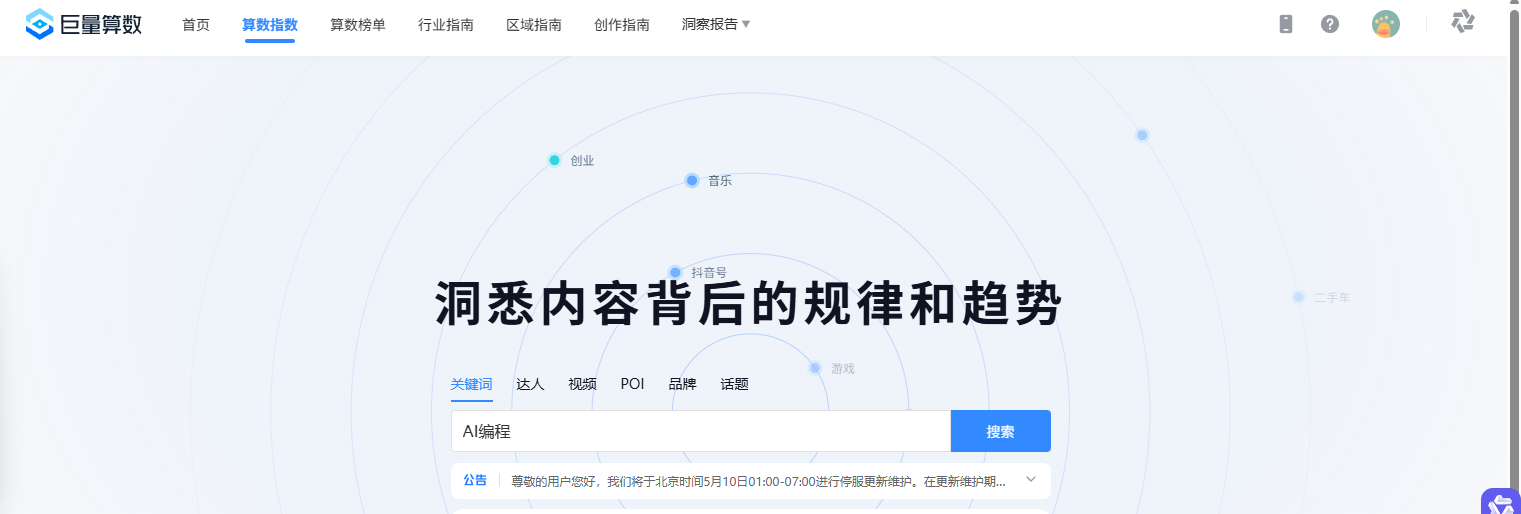 巨量算数 首页 算数指数 算数榜单 行业指南 区域指南 创作指南 洞察报告
创业
音乐
抖音号
洞悉内容背后的规律和趋势
二手车
游戏
关键词 达人 视频 POI 品牌 话题
AI编程 搜索
公告 尊敬的用户您好，我们将于北京时间5月10日01:00-07:00进行停服更新维护。在更新维护期...